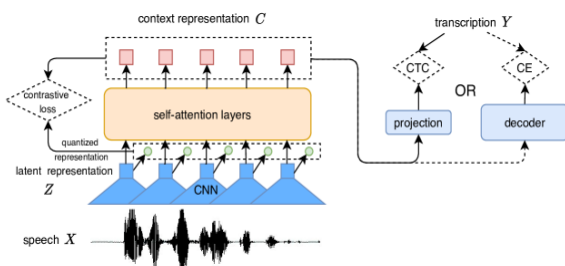 context representation C
transcription Y
contrastive
loss
CTC
OR
CE
self-attention layers
projection
decoder
quantized
representation
latent representation
Z
CNN
speech X